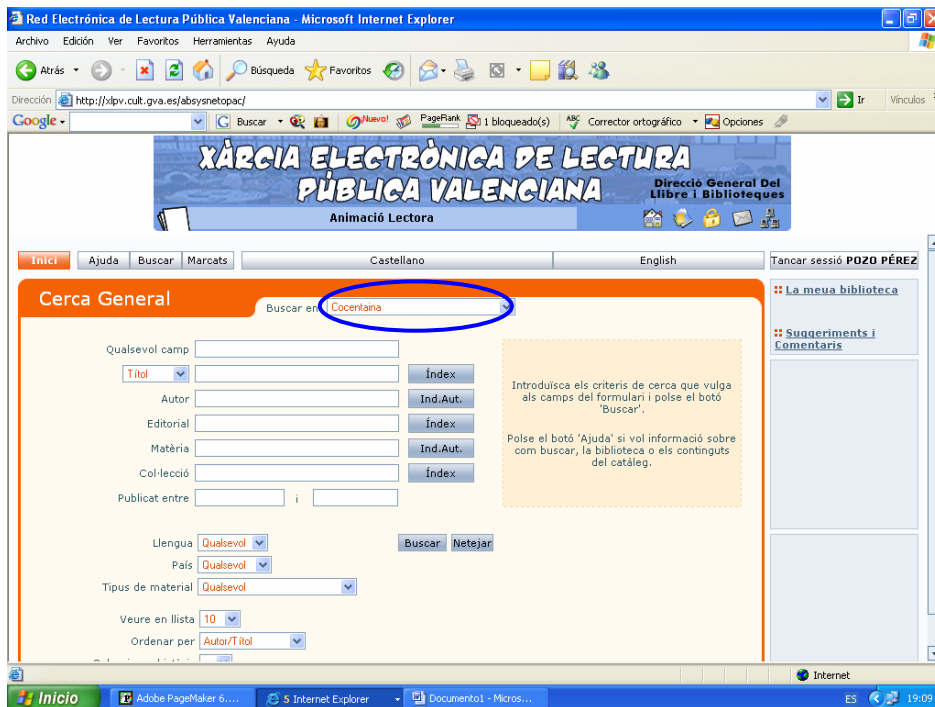 Red Electrónica de Lectura Pública Valenciana - Microsoft Internet Explorer
Archivo Edición Ver Favoritos Herramientas Ayuda
Atrás Búsqueda Favoritos
Dirección http://xlpv.cult.gva.es/absysnetopac/ Ir Vínculos
Google Buscar Nuevo! PageRank 1 bloqueado(s) ABC Corrector ortográfico Opciones
XÀRCIA ELECTRÒNICA DE LECTURA
PÚBLICA VALENCIANA
Direcció General Del
Llibre i Biblioteques
Animació Lectora
Inici Ajuda Buscar Marcats Castellano English Tancar sessió POZO PÉREZ
Cerca General
Buscar en Cocentaina
La meua biblioteca
Suggeriments i
Comentaris
Qualsevol camp
Títol Índex
Autor Ind.Aut.
Editorial Índex
Matèria Ind.Aut.
Col·lecció Índex
Publicat entre i
Introduïsca els criteris de cerca que vulga
als camps del formulari i polse el botó
'Buscar'.
Polse el botó 'Ajuda' si vol informació sobre
com buscar, la biblioteca o els continguts
del catàleg.
Llengua Qualsevol Buscar Netejar
País Qualsevol
Tipus de material Qualsevol
Veure en llista 10
Ordenar per Autor/Títol
Internet
Inicio Adobe PageMaker 6.... 5 Internet Explorer Documento1 - Micros... ES 19:09